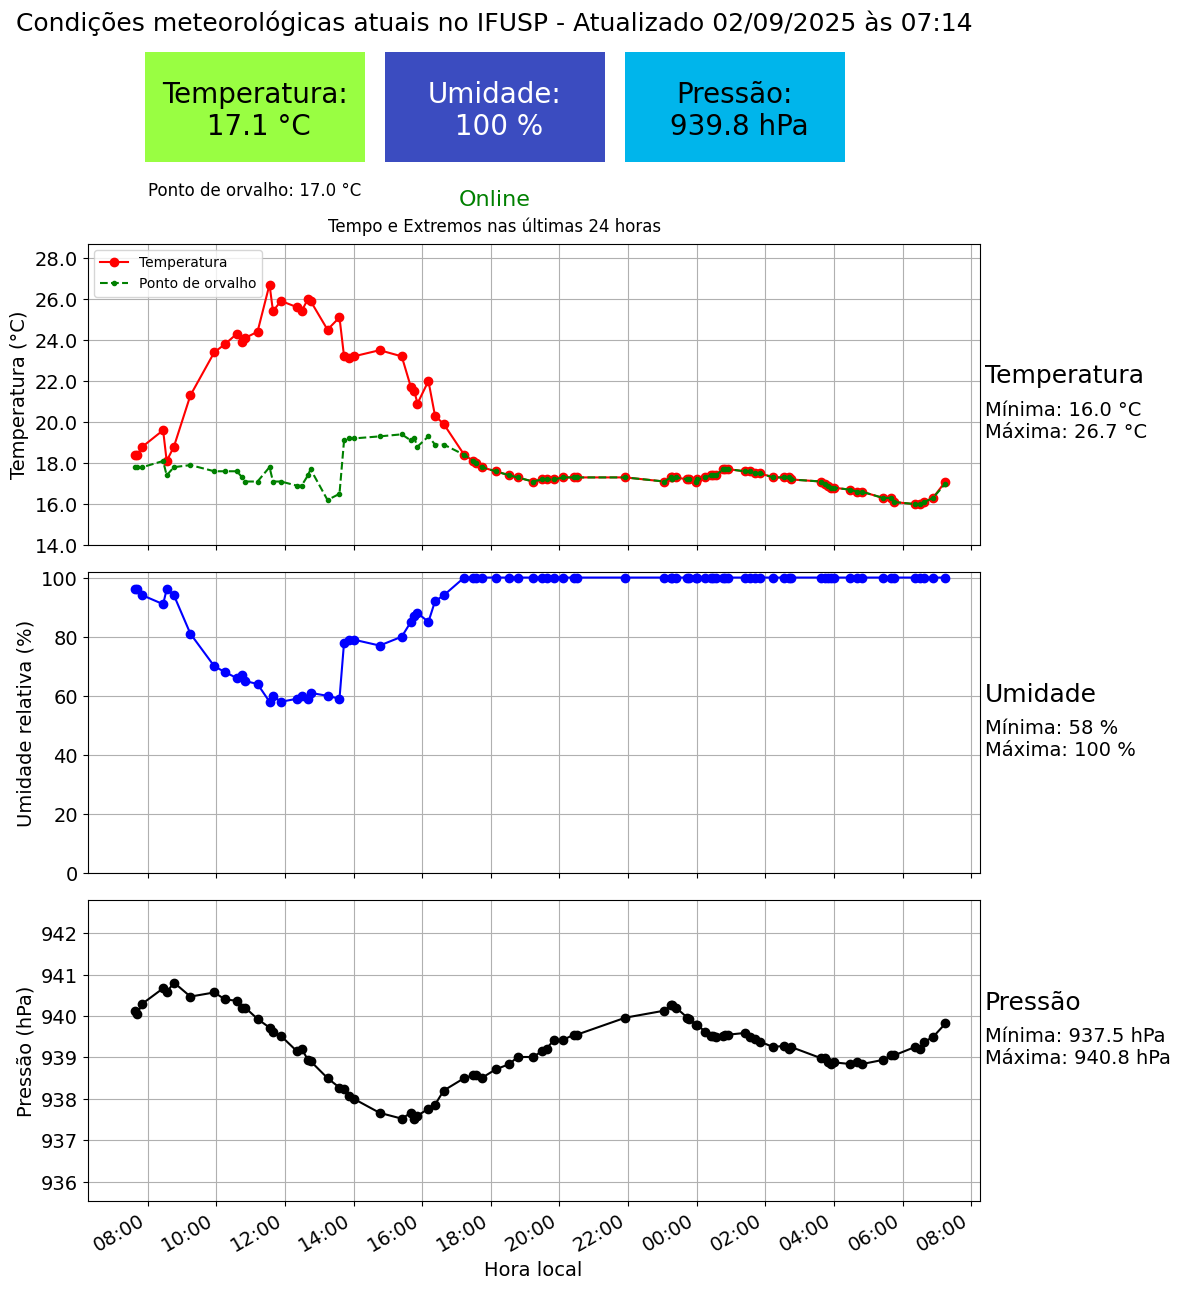 Condições meteorológicas atuais no IFUSP - Atualizado 02/09/2025 às 07:14
Temperatura:
17.1 °C
Umidade:
100 %
Pressão:
939.8 hPa
Ponto de orvalho: 17.0 °C
Online
Tempo e Extremos nas últimas 24 horas
Temperatura
Ponto de orvalho
Temperatura (°C)
28.0
26.0
24.0
22.0
20.0
18.0
16.0
14.0
Temperatura
Mínima: 16.0 °C
Máxima: 26.7 °C
Umidade relativa (%)
100
80
60
40
20
0
Umidade
Mínima: 58 %
Máxima: 100 %
Pressão (hPa)
942
941
940
939
938
937
936
Pressão
Mínima: 937.5 hPa
Máxima: 940.8 hPa
08:00
10:00
12:00
14:00
16:00
18:00
20:00
22:00
00:00
02:00
04:00
06:00
08:00
Hora local